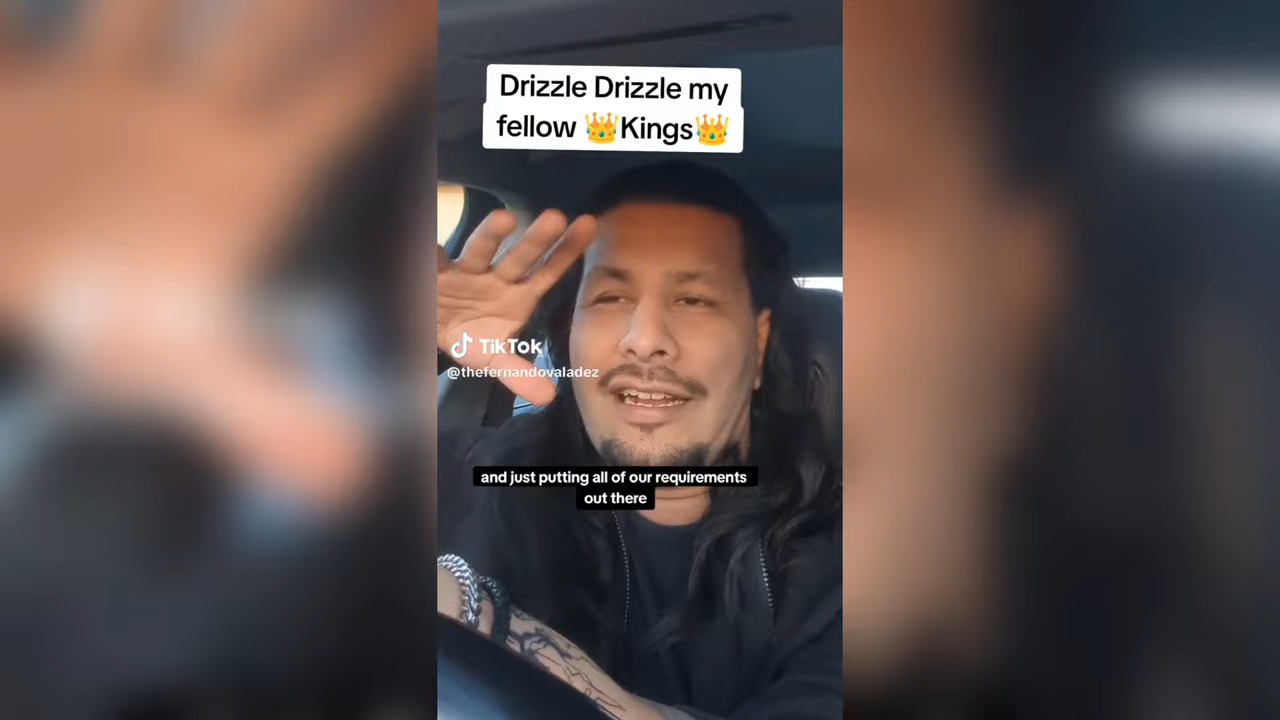 Drizzle Drizzle my
fellow 👑Kings👑
TikTok
@thefernandovaladez
and just putting all of our requirements
out there